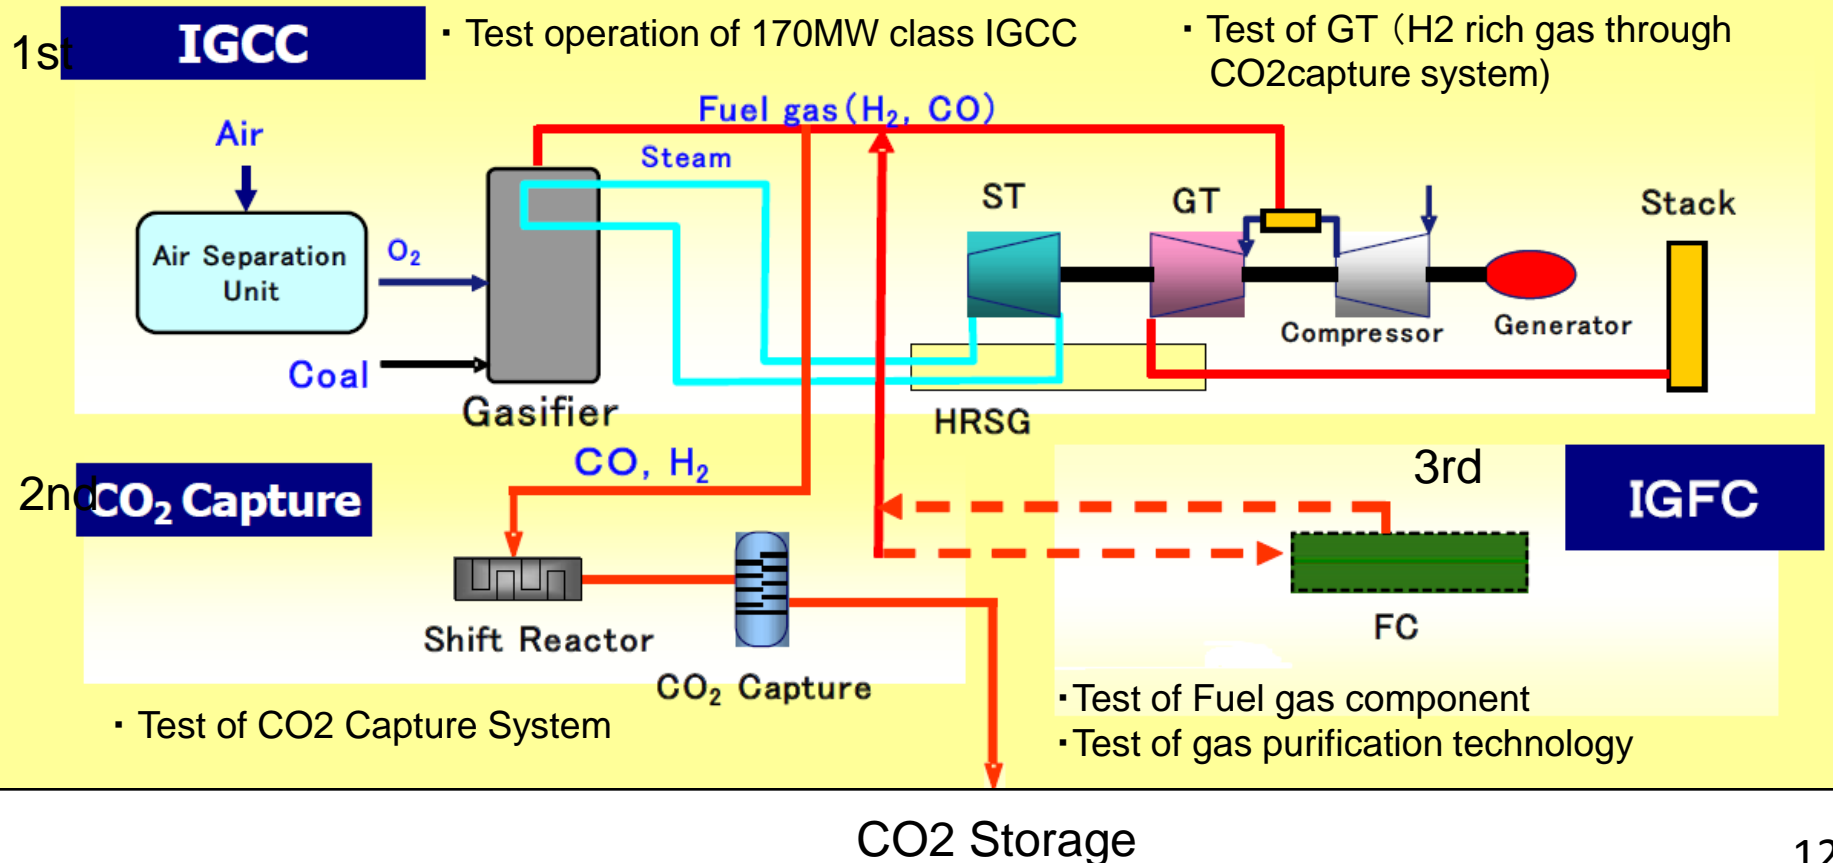 1st
IGCC
・ Test operation of 170MW class IGCC
・ Test of GT（H2 rich gas through
CO2capture system)
Fuel gas(H₂, CO)
Air
Steam
ST
GT
Stack
Air Separation
Unit
O₂
Compressor
Generator
Coal
Gasifier
HRSG
CO, H₂
2nd
CO₂ Capture
3rd
IGFC
Shift Reactor
CO₂ Capture
FC
・ Test of CO2 Capture System
・Test of Fuel gas component
・Test of gas purification technology
CO2 Storage
12